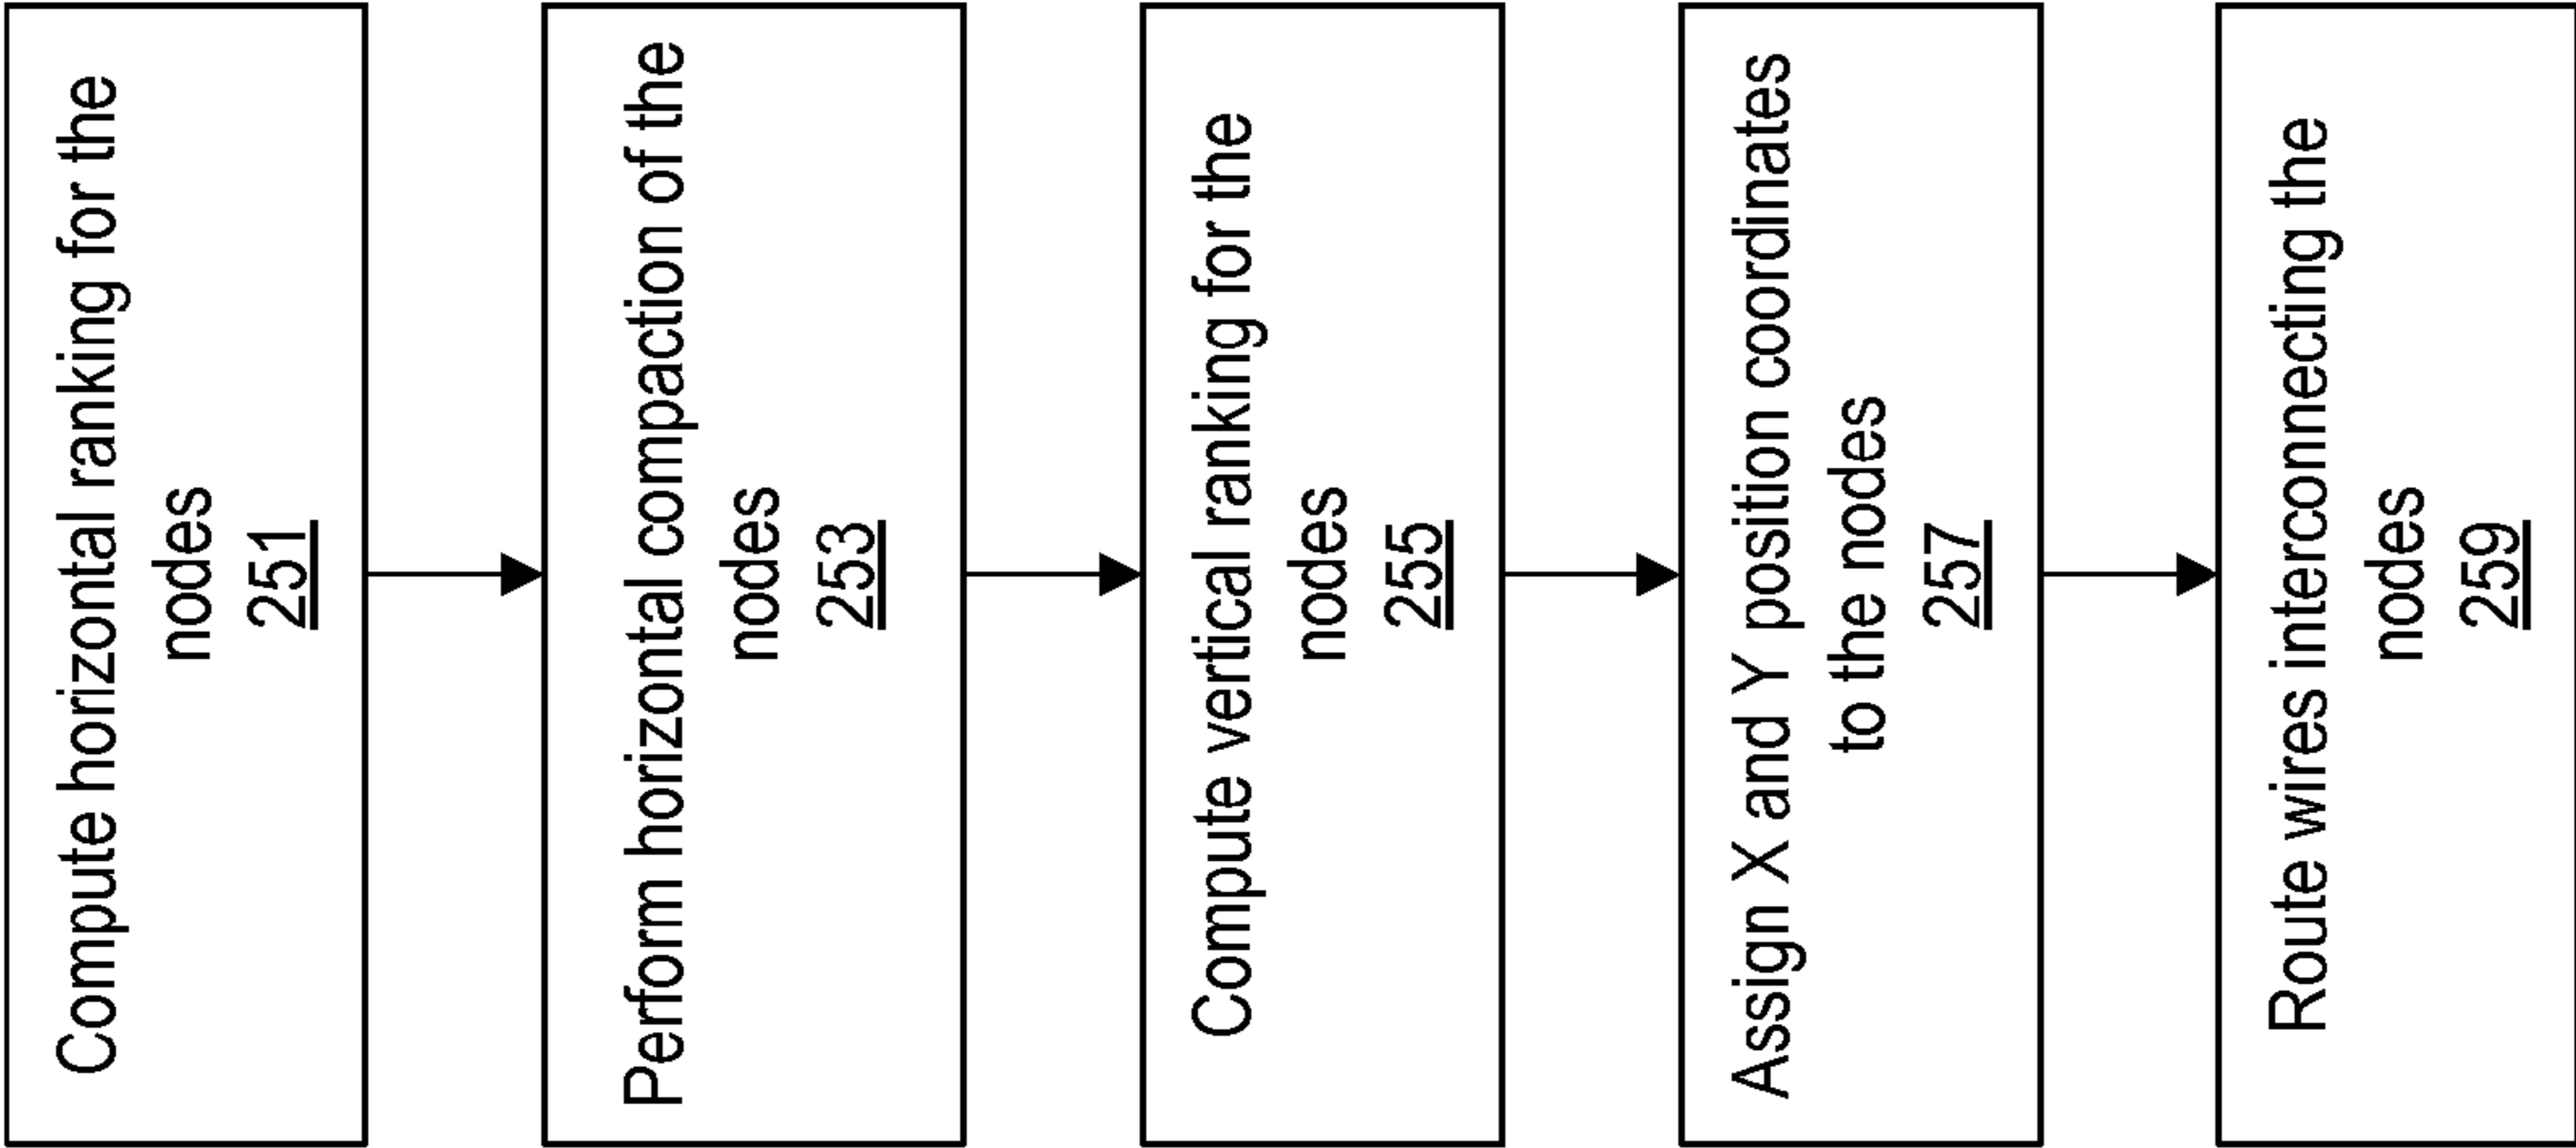 Compute horizontal ranking for the
nodes
251
Perform horizontal compaction of the
nodes
253
Compute vertical ranking for the
nodes
255
Assign X and Y position coordinates
to the nodes
257
Route wires interconnecting the
nodes
259